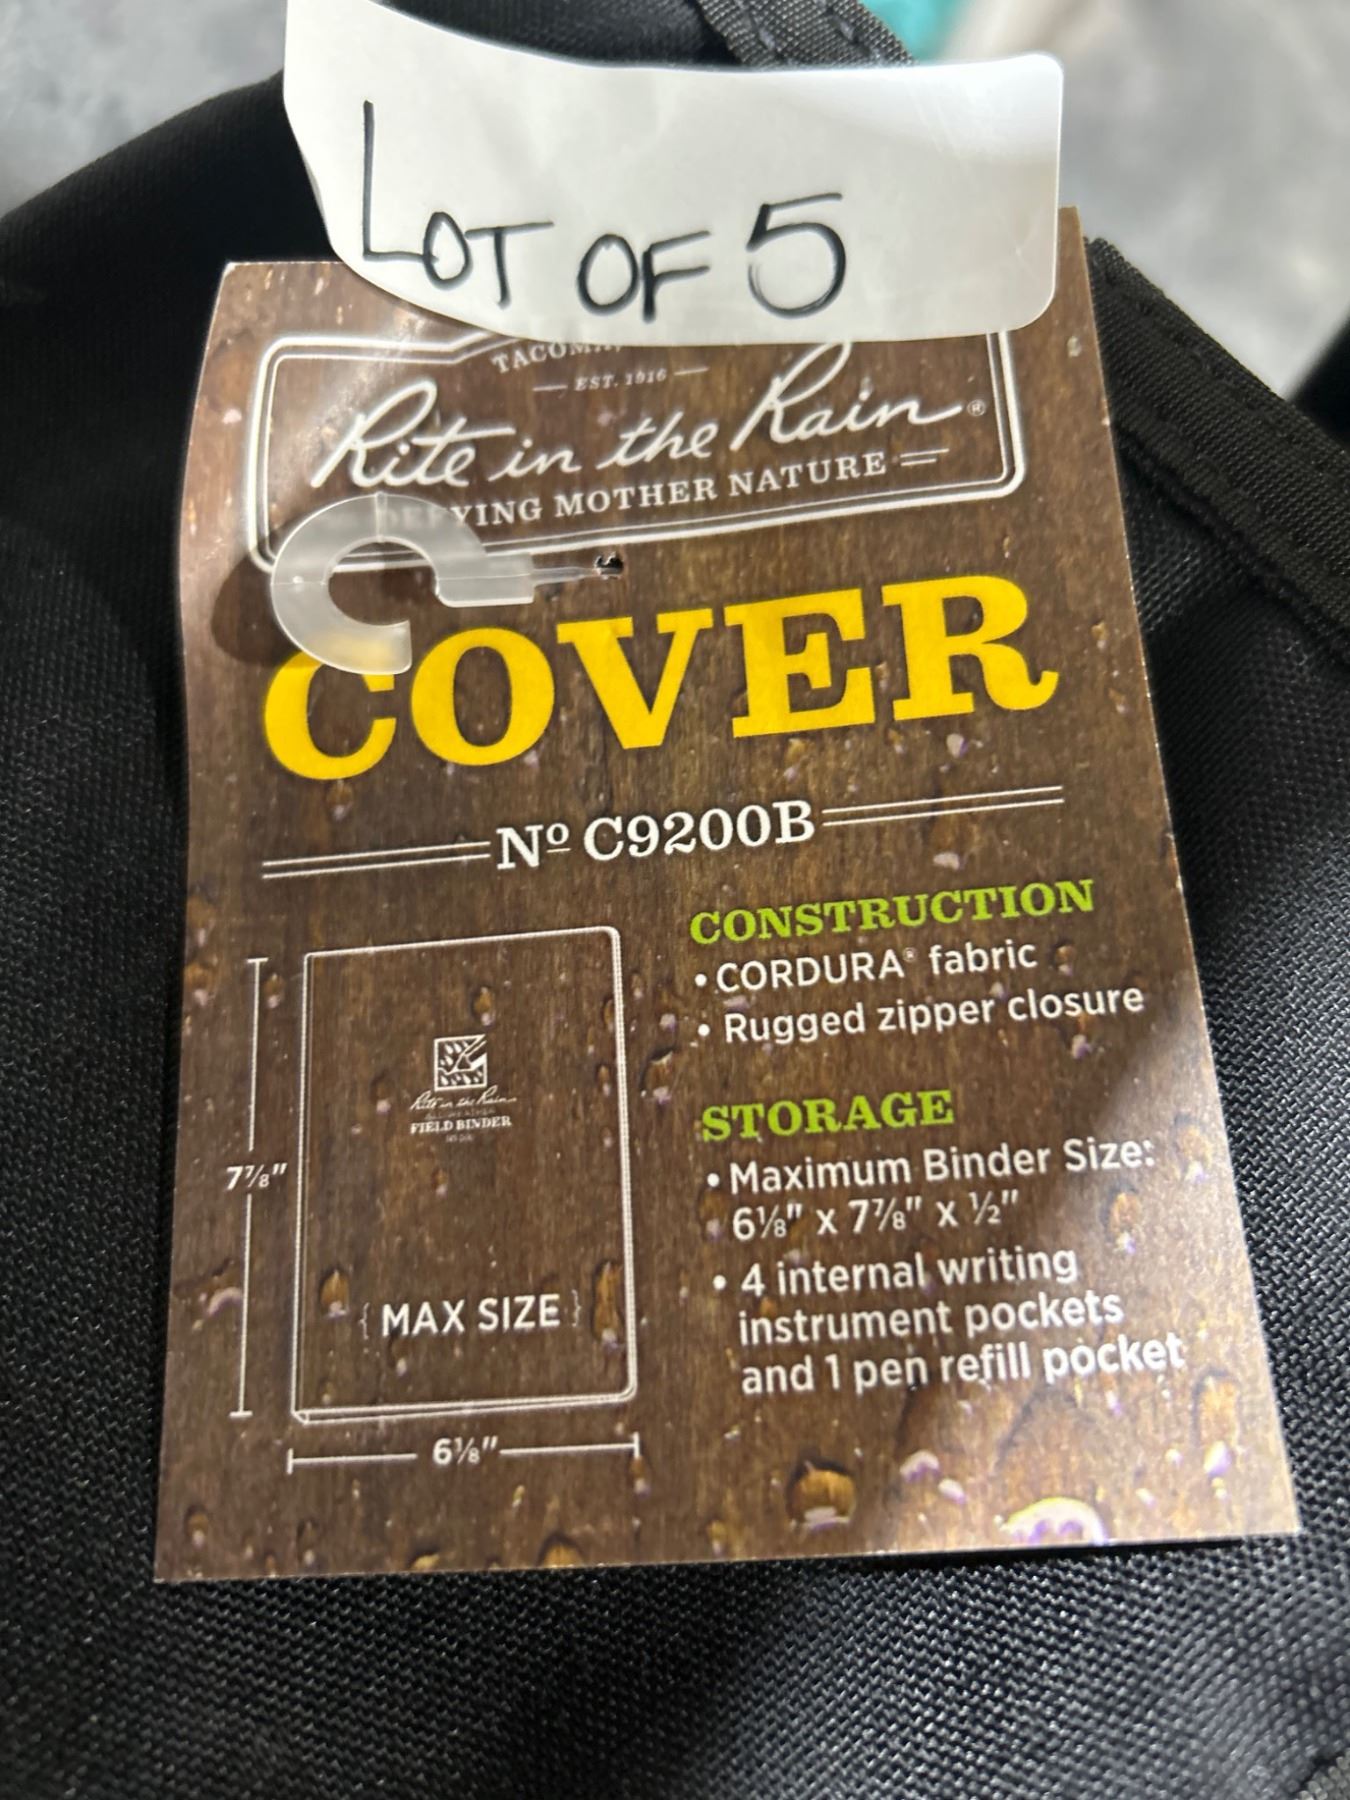 LOT OF 5
TACOMA,
EST. 1916
Rite in the Rain®
DEFYING MOTHER NATURE
COVER
Nº C9200B
CONSTRUCTION
• CORDURA® fabric
• Rugged zipper closure
STORAGE
• Maximum Binder Size:
6⅛" x 7⅞" x ½"
• 4 internal writing
instrument pockets
and 1 pen refill pocket
Rite in the Rain
FIELD BINDER
7⅞"
{ MAX SIZE }
6⅛"